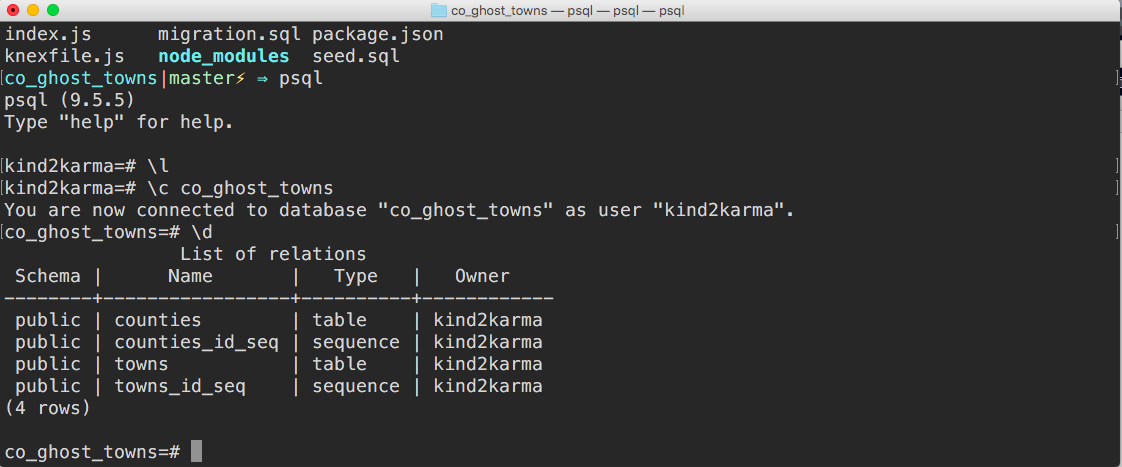 co_ghost_towns — psql — psql — psql
index.js      migration.sql package.json
knexfile.js   node_modules  seed.sql
[co_ghost_towns|master⚡ ⇒ psql ]
psql (9.5.5)
Type "help" for help.

[kind2karma=# \l ]
[kind2karma=# \c co_ghost_towns ]
You are now connected to database "co_ghost_towns" as user "kind2karma".
[co_ghost_towns=# \d ]
                List of relations
 Schema |      Name       |   Type   |   Owner
--------+-----------------+----------+------------
 public | counties        | table    | kind2karma
 public | counties_id_seq | sequence | kind2karma
 public | towns           | table    | kind2karma
 public | towns_id_seq    | sequence | kind2karma
(4 rows)

co_ghost_towns=#